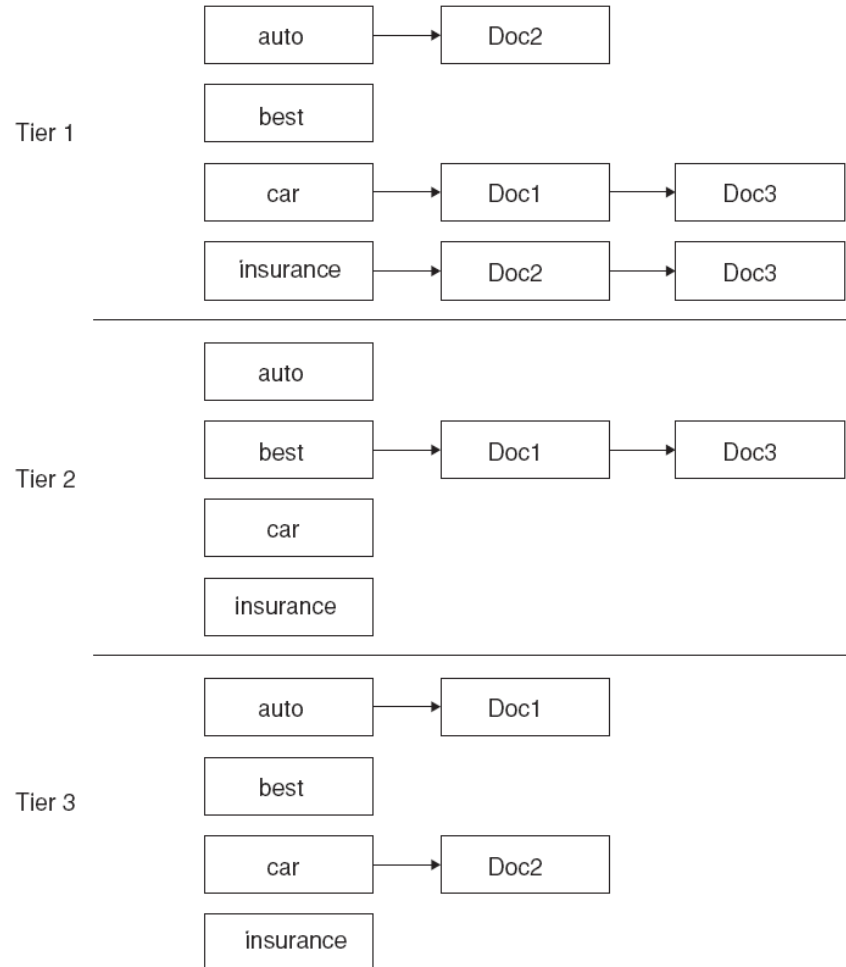 auto Doc2
best
Tier 1
car Doc1 Doc3
insurance Doc2 Doc3
auto
best Doc1 Doc3
Tier 2
car
insurance
auto Doc1
best
Tier 3
car Doc2
insurance